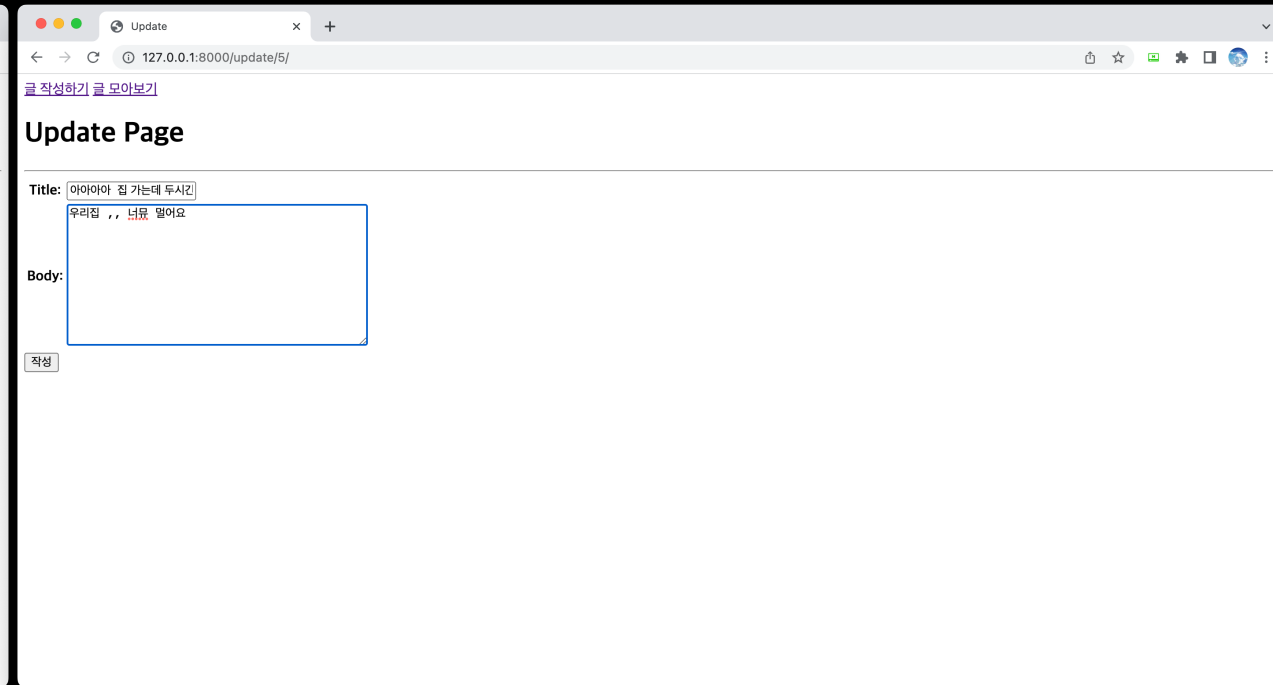 Update
127.0.0.1:8000/update/5/
글 작성하기 글 모아보기
Update Page
Title: 아아아아 집 가는데 두시간
Body: 우리집 ,, 너뮤 멀어요
작성